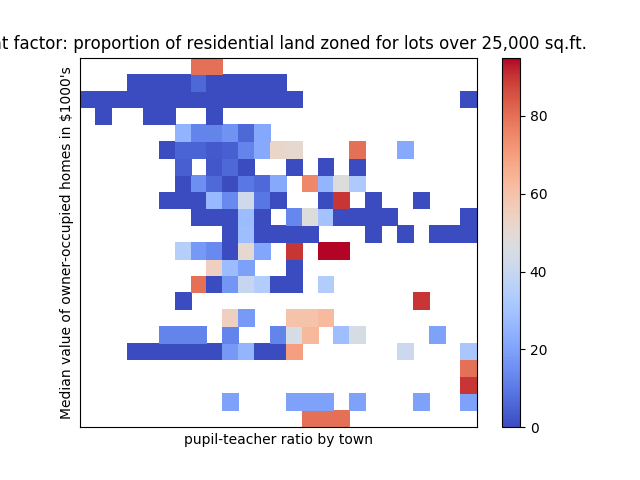 t factor: proportion of residential land zoned for lots over 25,000 sq.ft.
Median value of owner-occupied homes in $1000's
pupil-teacher ratio by town
80
60
40
20
0